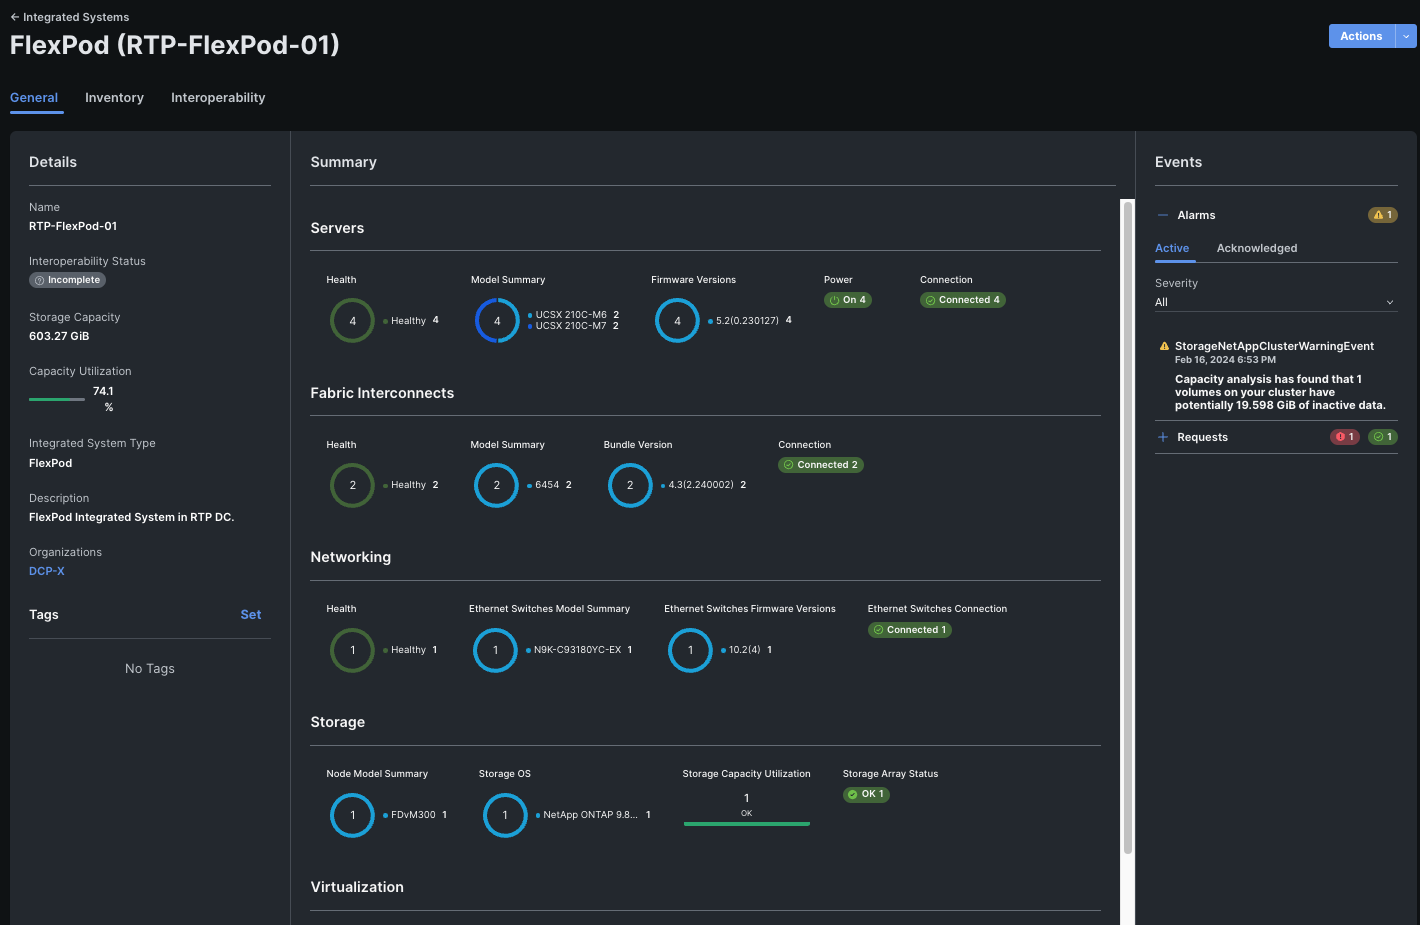 ← Integrated Systems
FlexPod (RTP-FlexPod-01)
Actions
General Inventory Interoperability
Details
Name
RTP-FlexPod-01
Interoperability Status
Incomplete
Storage Capacity
603.27 GiB
Capacity Utilization
74.1
%
Integrated System Type
FlexPod
Description
FlexPod Integrated System in RTP DC.
Organizations
DCP-X
Tags Set
No Tags
Summary
Servers
Health Model Summary Firmware Versions Power Connection
4 Healthy 4
4 UCSX 210C-M6 2
UCSX 210C-M7 2
4 5.2(0.230127) 4
On 4
Connected 4
Fabric Interconnects
Health Model Summary Bundle Version Connection
2 Healthy 2
2 6454 2
2 4.3(2.240002) 2
Connected 2
Networking
Health Ethernet Switches Model Summary Ethernet Switches Firmware Versions Ethernet Switches Connection
1 Healthy 1
1 N9K-C93180YC-EX 1
1 10.2(4) 1
Connected 1
Storage
Node Model Summary Storage OS Storage Capacity Utilization Storage Array Status
1 FDvM300 1
1 NetApp ONTAP 9.8... 1
1
OK
OK 1
Virtualization
Events
Alarms 1
Active Acknowledged
Severity
All
StorageNetAppClusterWarningEvent
Feb 16, 2024 6:53 PM
Capacity analysis has found that 1
volumes on your cluster have
potentially 19.598 GiB of inactive data.
Requests 1 1